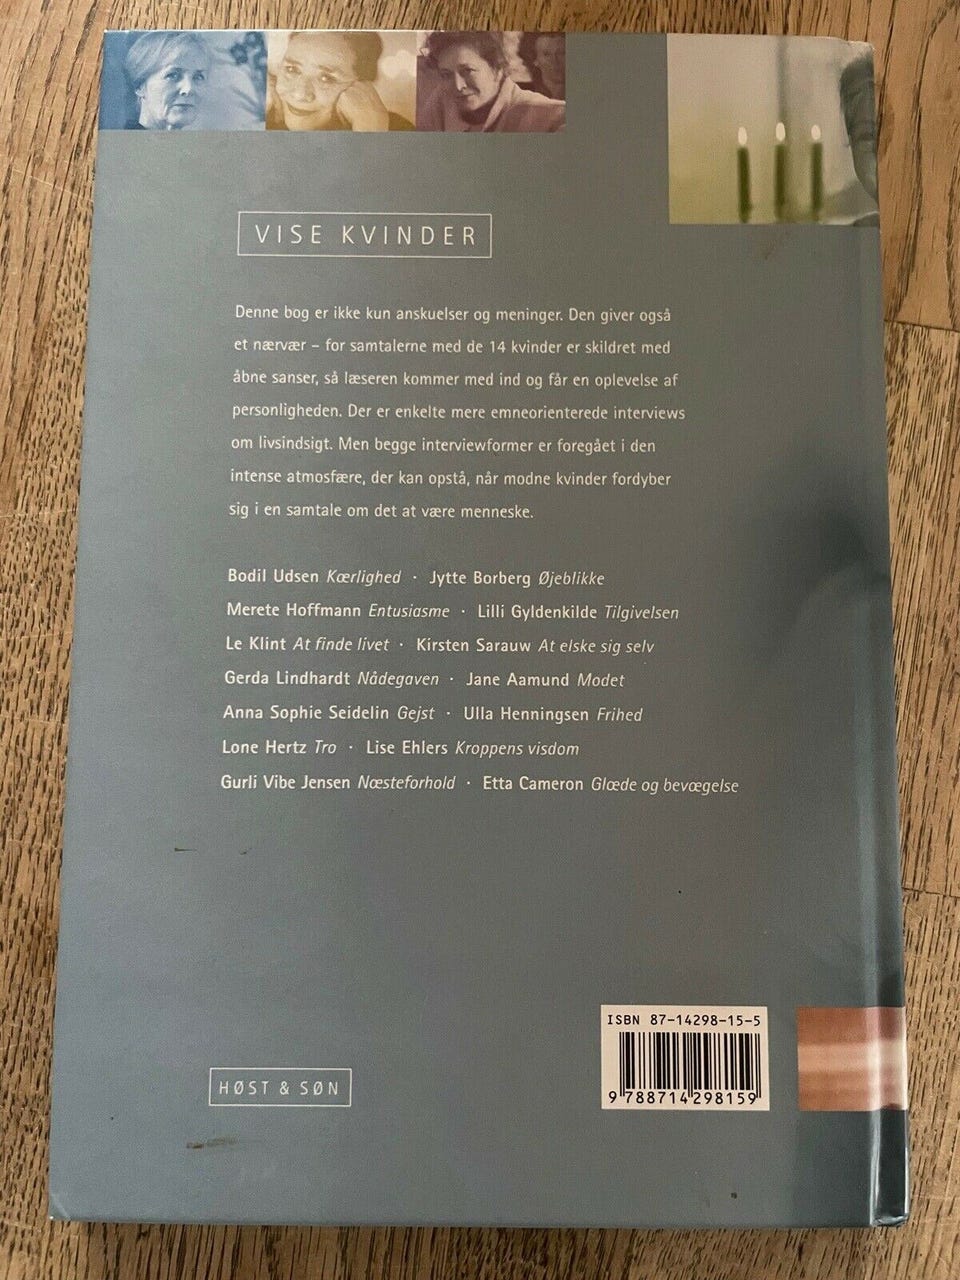 VISE KVINDER
Denne bog er ikke kun anskuelser og meninger. Den giver også
et nærvær – for samtalerne med de 14 kvinder er skildret med
åbne sanser, så læseren kommer med ind og får en oplevelse af
personligheden. Der er enkelte mere emneorienterede interviews
om livsindsigt. Men begge interviewformer er foregået i den
intense atmosfære, der kan opstå, når modne kvinder fordyber
sig i en samtale om det at være menneske.
Bodil Udsen Kærlighed · Jytte Borberg Øjeblikke
Merete Hoffmann Entusiasme · Lilli Gyldenkilde Tilgivelsen
Le Klint At finde livet · Kirsten Sarauw At elske sig selv
Gerda Lindhardt Nådegaven · Jane Aamund Modet
Anna Sophie Seidelin Gejst · Ulla Henningsen Frihed
Lone Hertz Tro · Lise Ehlers Kroppens visdom
Gurli Vibe Jensen Næsteforhold · Etta Cameron Glæde og bevægelse
ISBN 87-14298-15-5
9 788714 298159
HØST & SØN